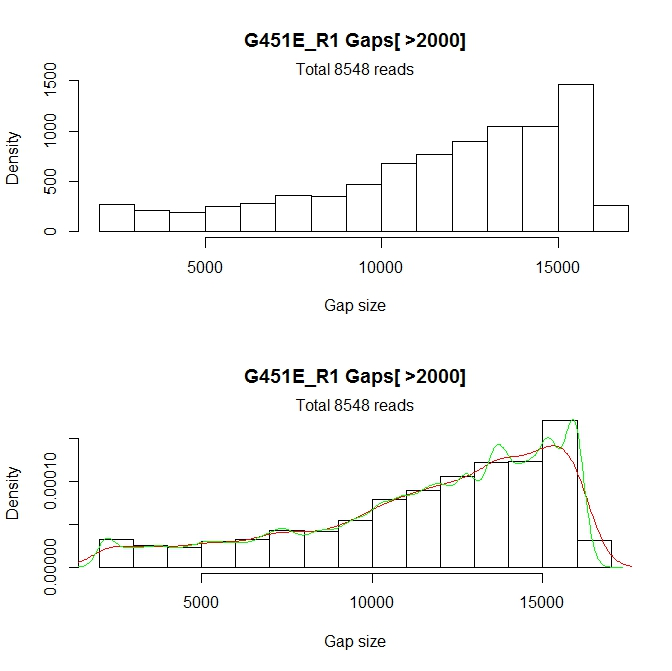 G451E_R1 Gaps[ >2000]
Total 8548 reads
Density
1500
1000
500
0
5000 10000 15000
Gap size
G451E_R1 Gaps[ >2000]
Total 8548 reads
Density
0.00010
0.00000
5000 10000 15000
Gap size